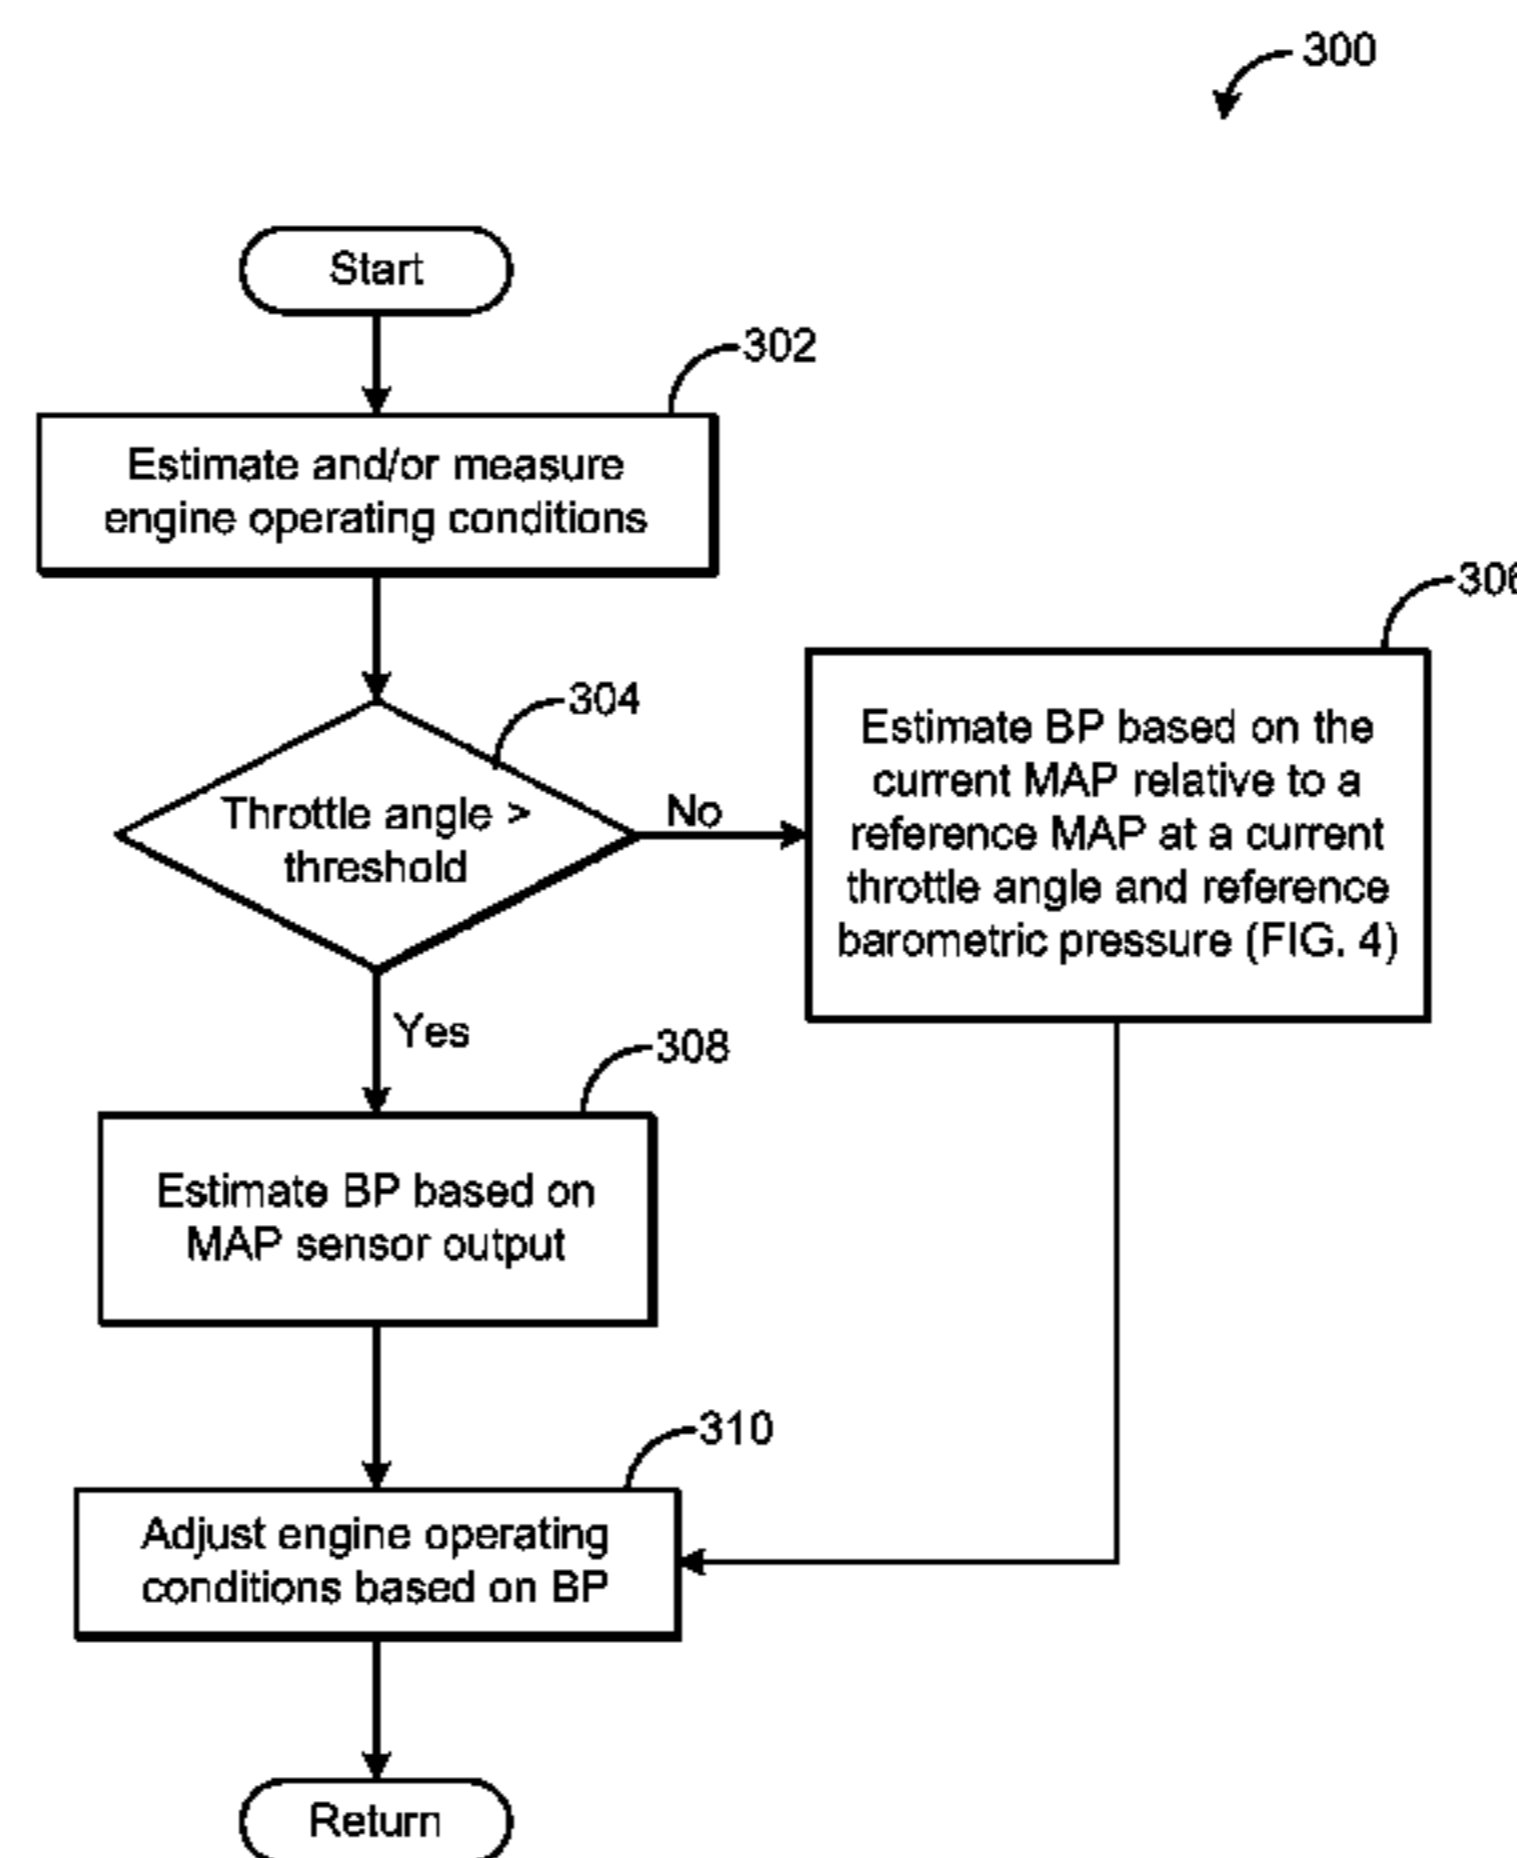 300
Start
302
Estimate and/or measure
engine operating conditions
304
Throttle angle >
threshold
No
306
Estimate BP based on the
current MAP relative to a
reference MAP at a current
throttle angle and reference
barometric pressure (FIG. 4)
Yes
308
Estimate BP based on
MAP sensor output
310
Adjust engine operating
conditions based on BP
Return